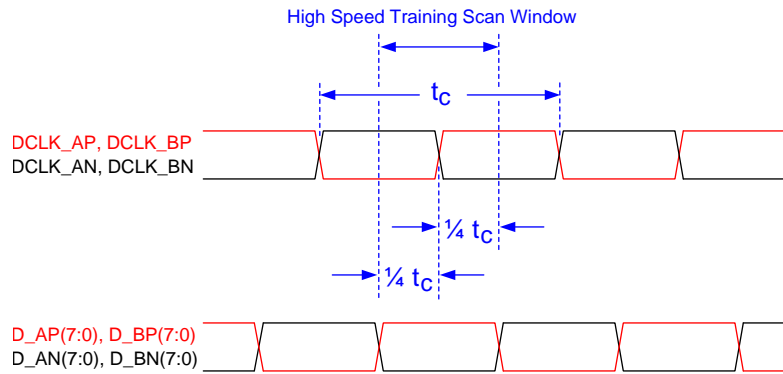 High Speed Training Scan Window
tC
DCLK_AP, DCLK_BP
DCLK_AN, DCLK_BN
¼ tC
¼ tC
D_AP(7:0), D_BP(7:0)
D_AN(7:0), D_BN(7:0)